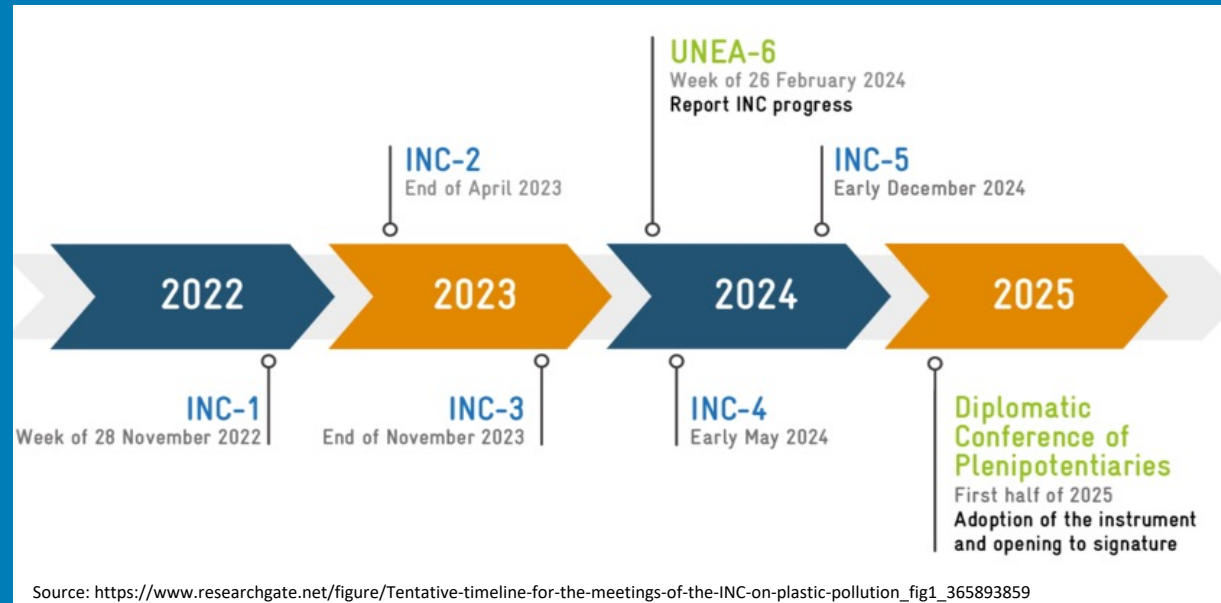 UNEA-6
Week of 26 February 2024
Report INC progress
INC-2
End of April 2023
INC-5
Early December 2024
2022
2023
2024
2025
INC-1
Week of 28 November 2022
INC-3
End of November 2023
INC-4
Early May 2024
Diplomatic
Conference of
Plenipotentiaries
First half of 2025
Adoption of the instrument
and opening to signature
Source: https://www.researchgate.net/figure/Tentative-timeline-for-the-meetings-of-the-INC-on-plastic-pollution_fig1_365893859